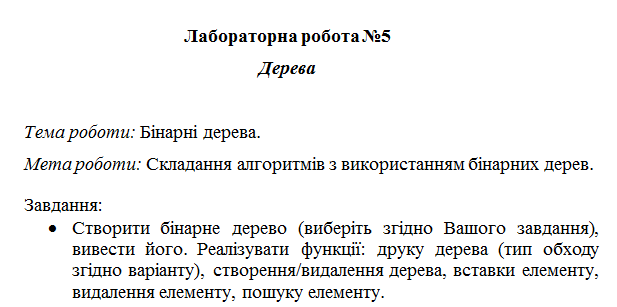 Лабораторна робота №5
Дерева
Тема роботи: Бінарні дерева.
Мета роботи: Складання алгоритмів з використанням бінарних дерев.
Завдання:
• Створити бінарне дерево (виберіть згідно Вашого завдання),
вивести його. Реалізувати функції: друку дерева (тип обходу
згідно варіанту), створення/видалення дерева, вставки елементу,
видалення елементу, пошуку елементу.